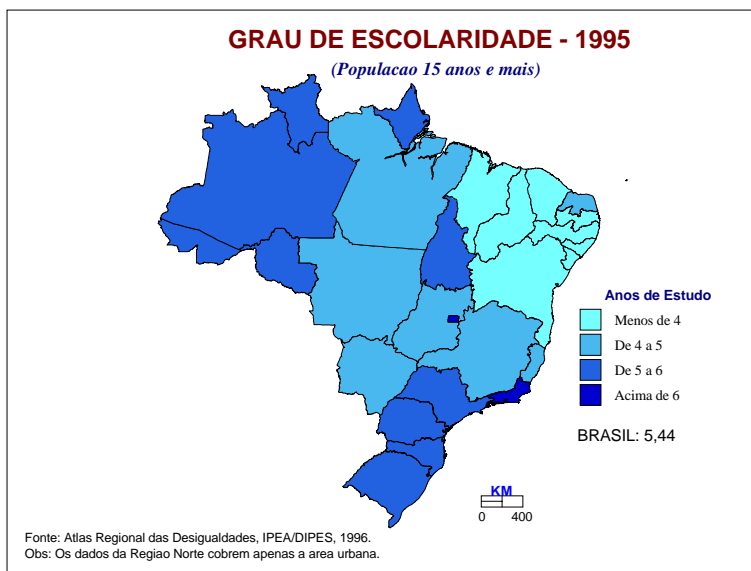 GRAU DE ESCOLARIDADE - 1995
(Populacao 15 anos e mais)
Anos de Estudo
Menos de 4
De 4 a 5
De 5 a 6
Acima de 6
BRASIL: 5,44
KM
0 400
Fonte: Atlas Regional das Desigualdades, IPEA/DIPES, 1996.
Obs: Os dados da Regiao Norte cobrem apenas a area urbana.